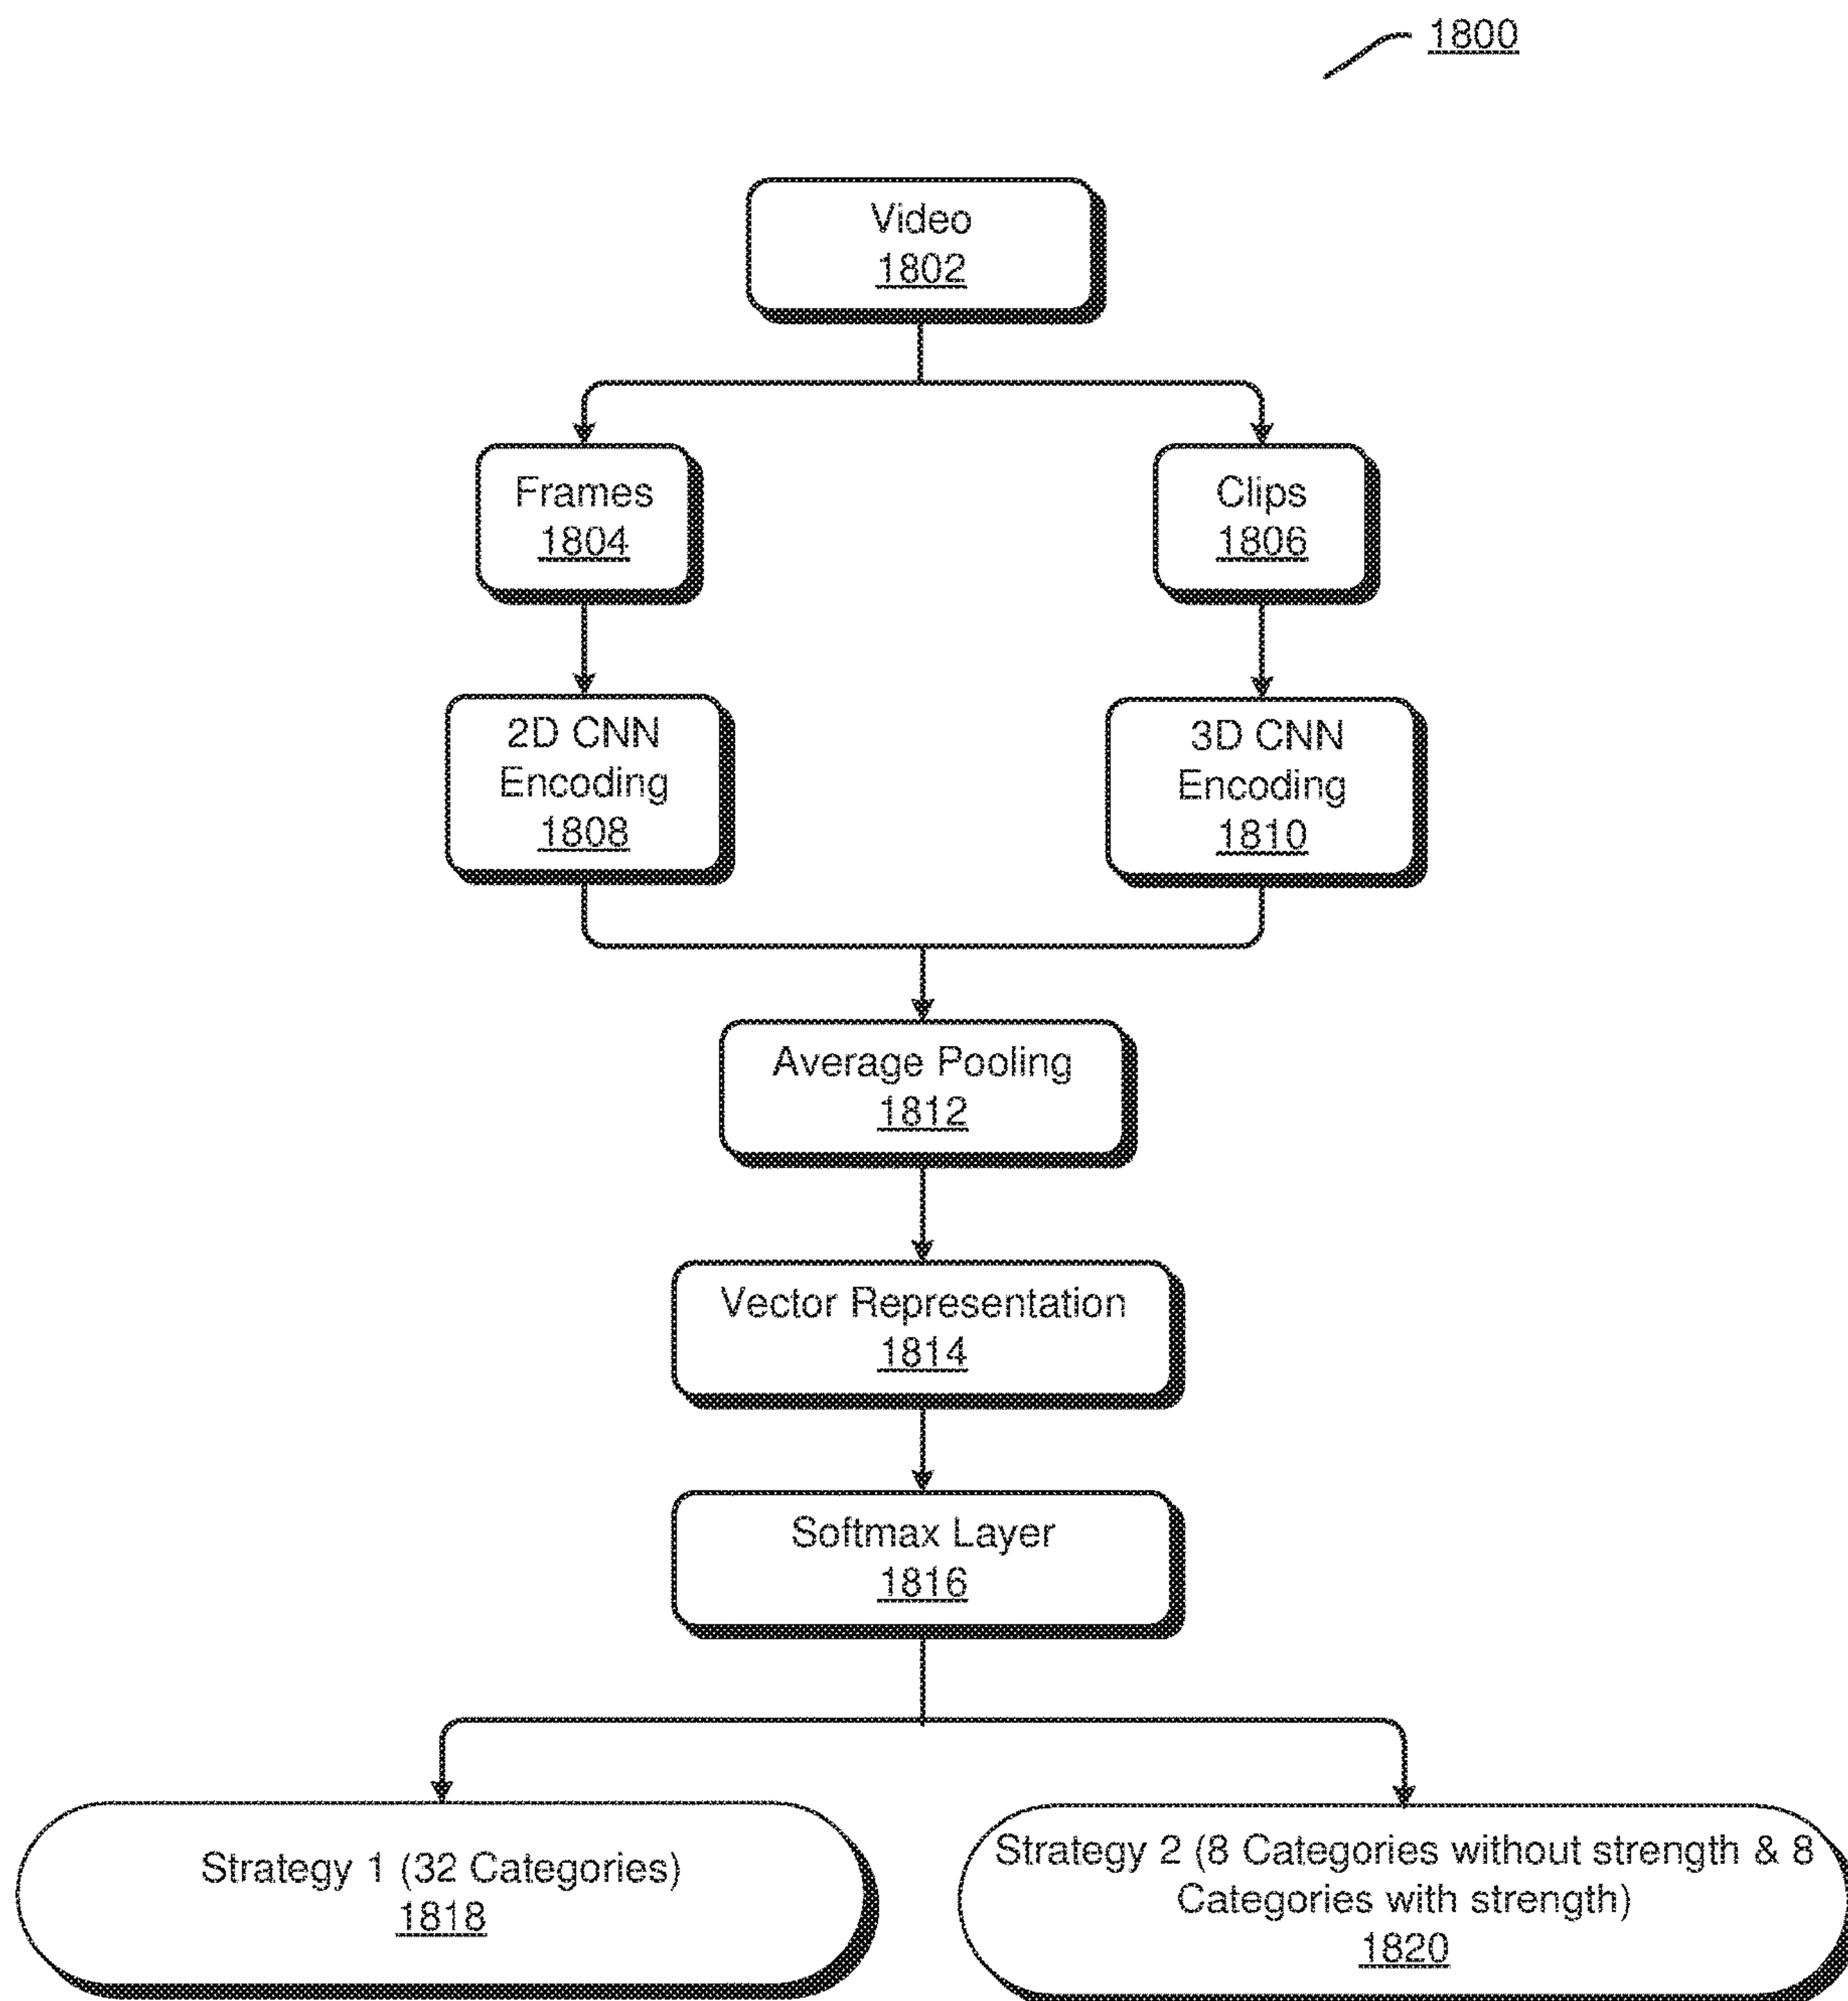 1800
Video
1802
Frames
1804
Clips
1806
2D CNN
Encoding
1808
3D CNN
Encoding
1810
Average Pooling
1812
Vector Representation
1814
Softmax Layer
1816
Strategy 1 (32 Categories)
1818
Strategy 2 (8 Categories without strength & 8
Categories with strength)
1820